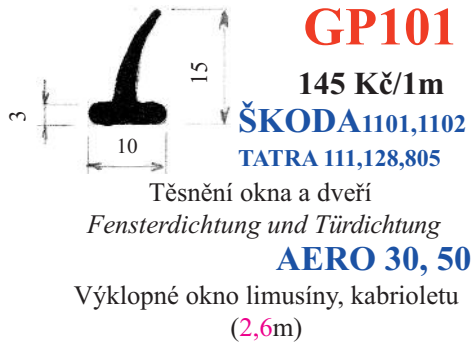 GP101
15
145 Kč/1m
3
ŠKODA1101,1102
10
TATRA 111,128,805
Těsnění okna a dveří
Fensterdichtung und Türdichtung
AERO 30, 50
Výklopné okno limusíny, kabrioletu
(2,6m)